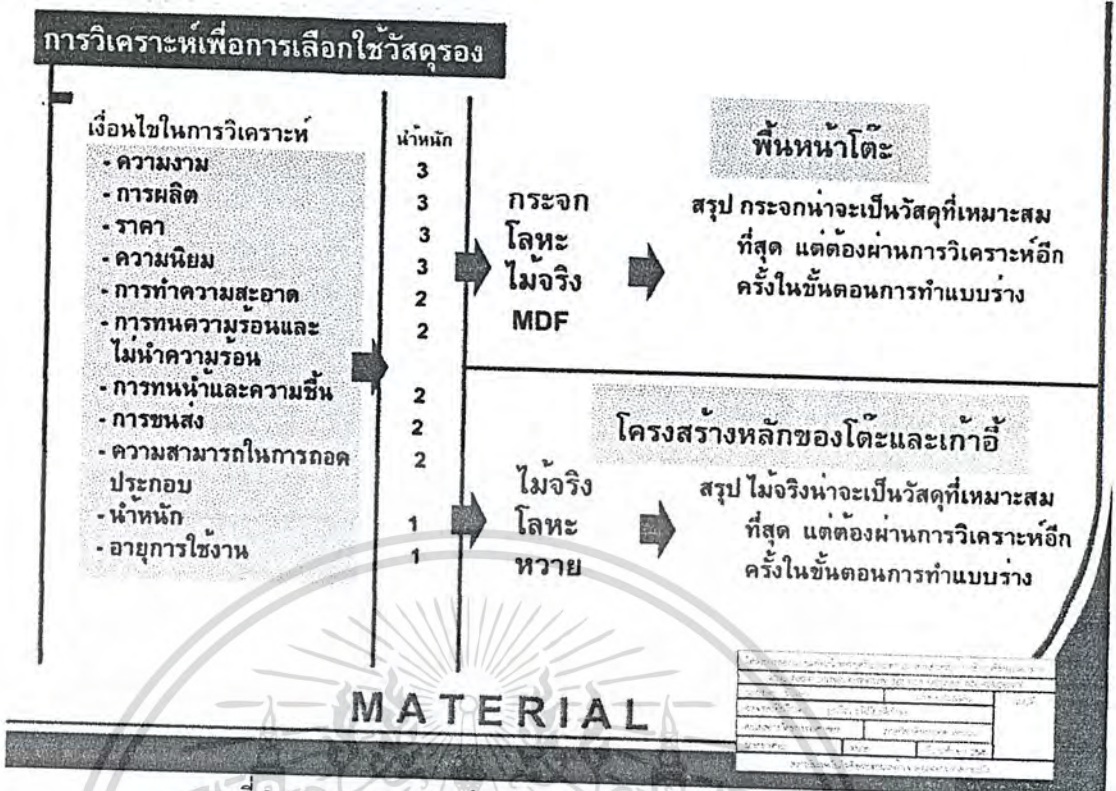 การวิเคราะห์เพื่อการเลือกใช้วัสดุรอง
เงื่อนไขในการวิเคราะห์
- ความงาม
- การผลิต
- ราคา
- ความนิยม
- การทำความสะอาด
- การทนความร้อนและ
ไม่นำความร้อน
- การทนน้ำและความชื้น
- การขนส่ง
- ความสามารถในการถอด
ประกอบ
- น้ำหนัก
- อายุการใช้งาน
น้ำหนัก
3
3
3
3
2
2
2
2
2
1
1
กระจก
โลหะ
ไม้จริง
MDF
พื้นหน้าโต๊ะ
สรุป กระจกน่าจะเป็นวัสดุที่เหมาะสม
ที่สุด แต่ต้องผ่านการวิเคราะห์อีก
ครั้งในขั้นตอนการทำแบบร่าง
ไม้จริง
โลหะ
หวาย
โครงสร้างหลักของโต๊ะและเก้าอี้
สรุป ไม้จริงน่าจะเป็นวัสดุที่เหมาะสม
ที่สุด แต่ต้องผ่านการวิเคราะห์อีก
ครั้งในขั้นตอนการทำแบบร่าง
MATERIAL